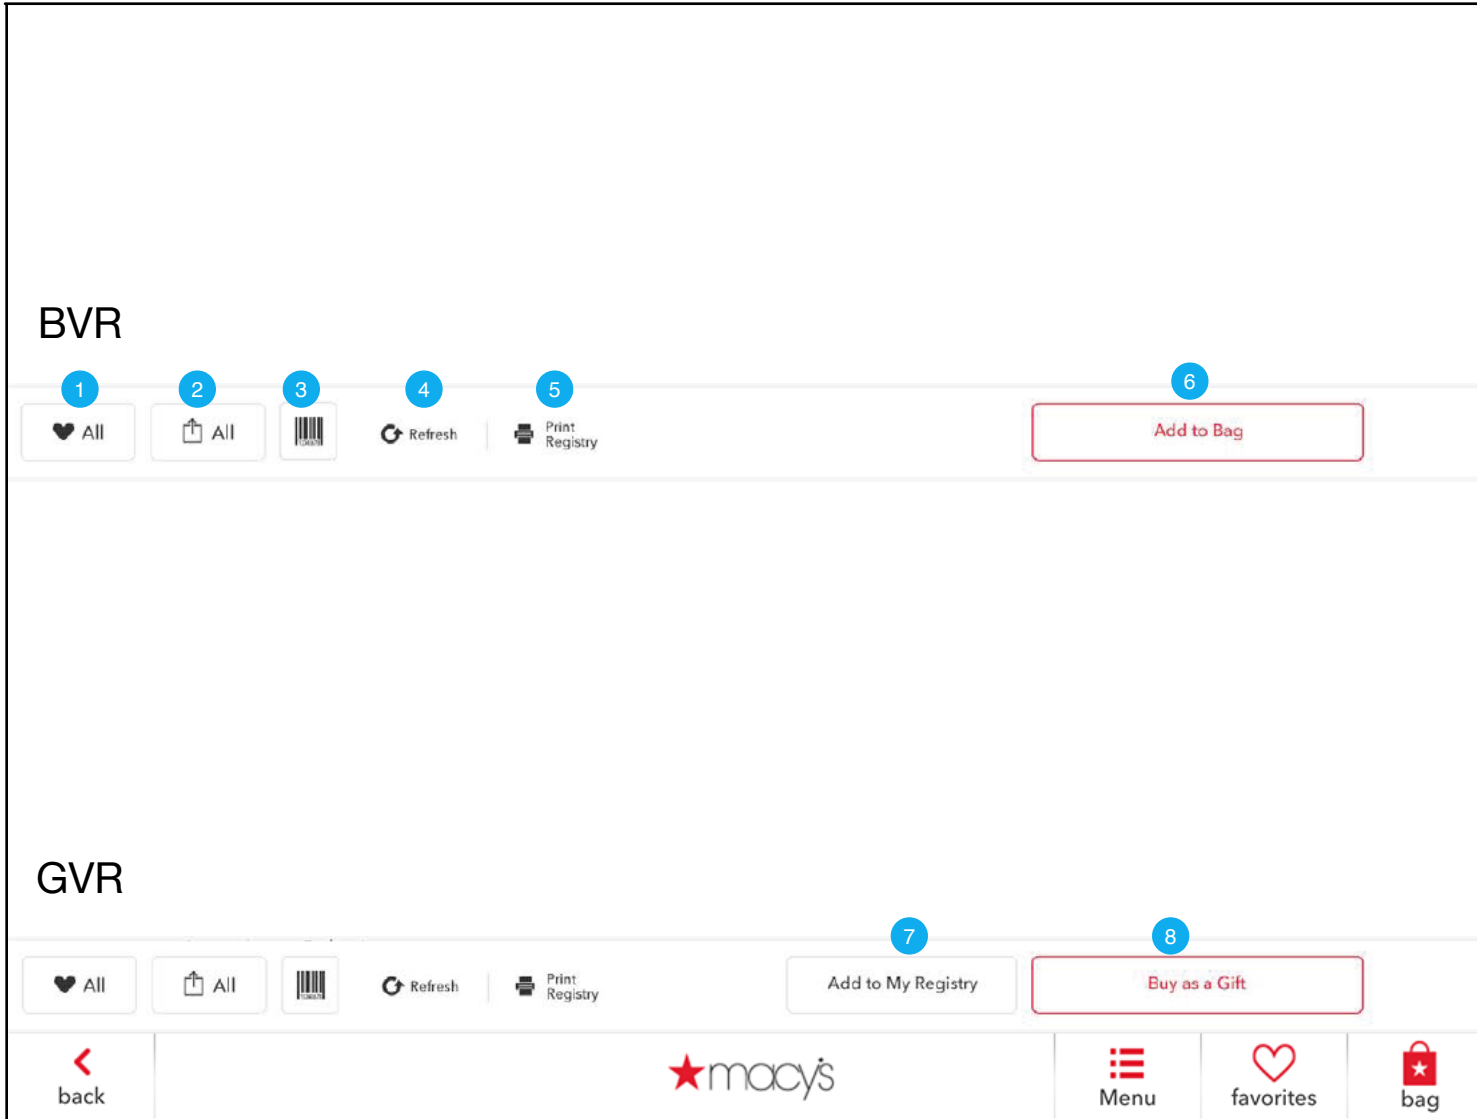 BVR
1 2 3 4 5 6
All All Refresh Print Registry Add to Bag
GVR
7 8
All All Refresh Print Registry Add to My Registry Buy as a Gift
back macy's Menu favorites bag